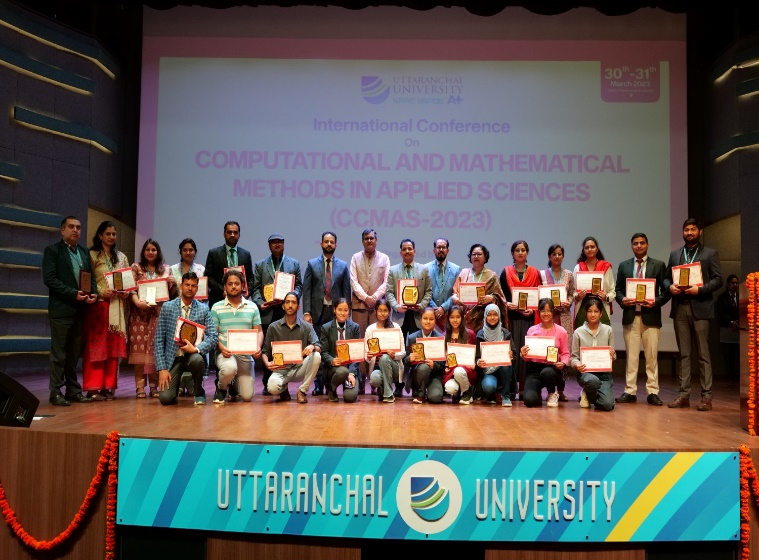 UTTARANCHAL
UNIVERSITY
A+
30th-31st
March 2023
International Conference
On
COMPUTATIONAL AND MATHEMATICAL
METHODS IN APPLIED SCIENCES
(CCMAS-2023)
UTTARANCHAL UNIVERSITY